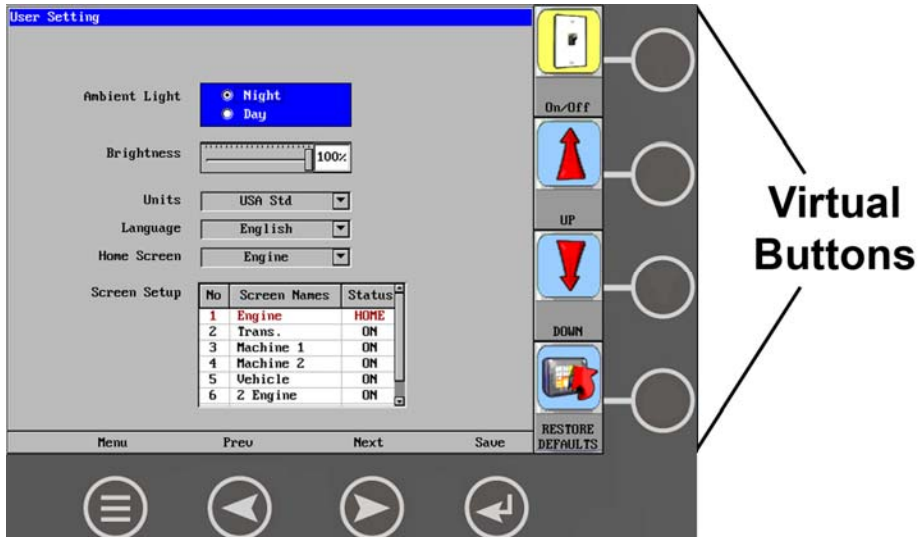 User Setting
Ambient Light
Night
Day
Brightness
100%
Units
USA Std
Language
English
Home Screen
Engine
Screen Setup
No Screen Names Status
1 Engine HOME
2 Trans. ON
3 Machine 1 ON
4 Machine 2 ON
5 Vehicle ON
6 2 Engine ON
Menu Prev Next Save
On/Off
UP
DOWN
RESTORE
DEFAULTS
Virtual
Buttons